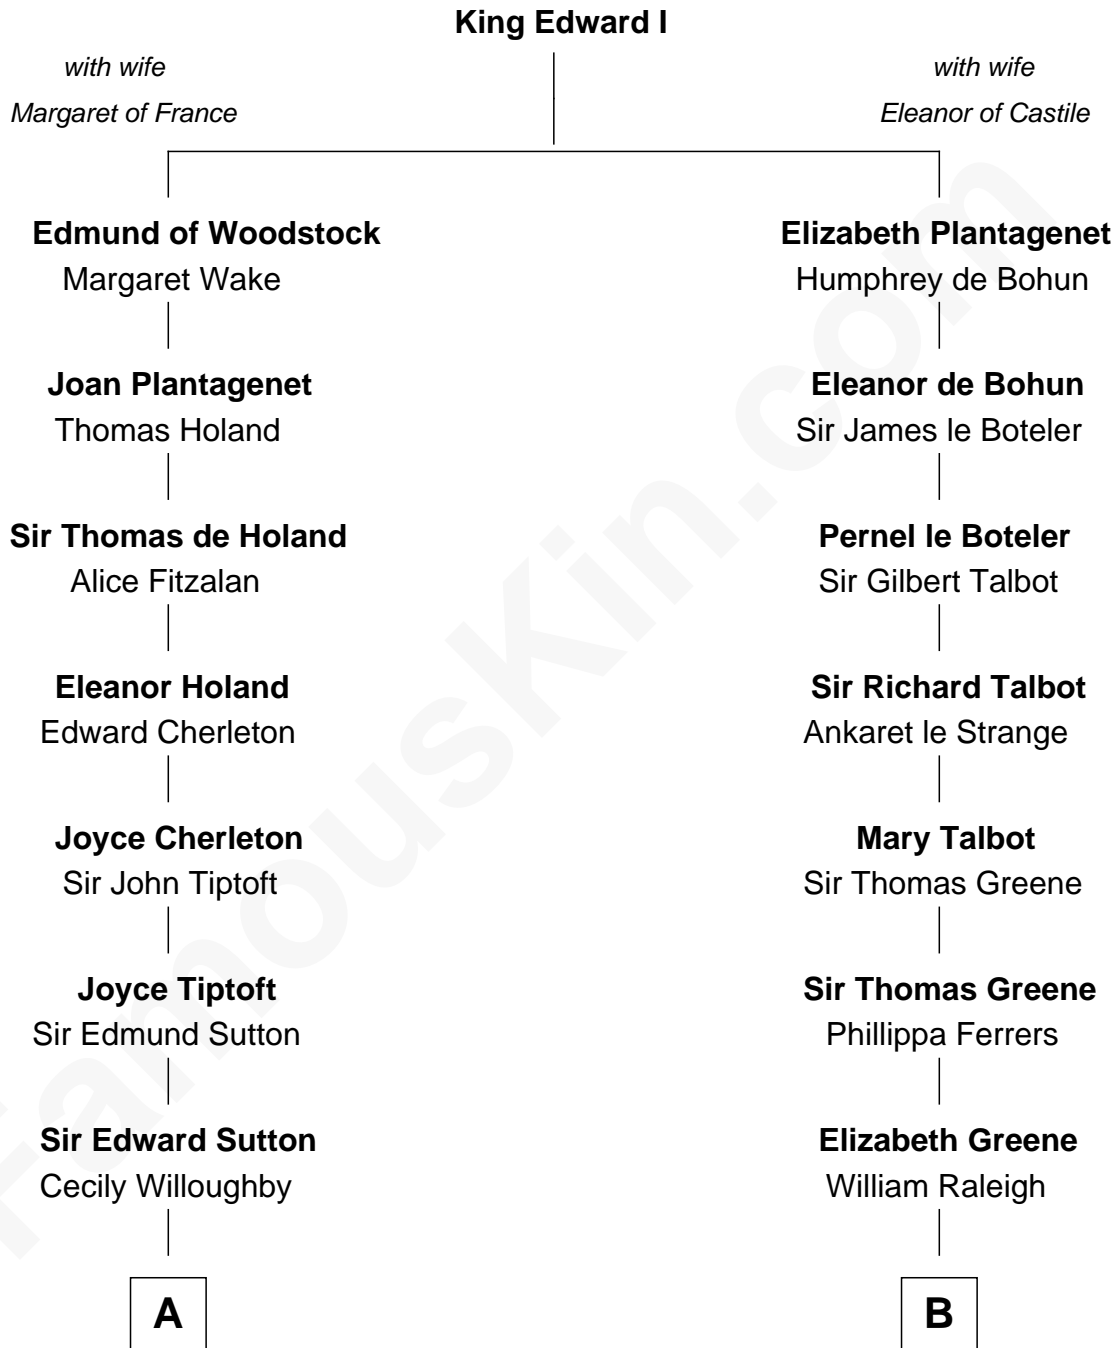 King Edward I
with wife
Margaret of France
with wife
Eleanor of Castile
Edmund of Woodstock
Margaret Wake
Elizabeth Plantagenet
Humphrey de Bohun
Joan Plantagenet
Thomas Holand
Eleanor de Bohun
Sir James le Boteler
Sir Thomas de Holand
Alice Fitzalan
Pernel le Boteler
Sir Gilbert Talbot
Eleanor Holand
Edward Cherleton
Sir Richard Talbot
Ankaret le Strange
Joyce Cherleton
Sir John Tiptoft
Mary Talbot
Sir Thomas Greene
Joyce Tiptoft
Sir Edmund Sutton
Sir Thomas Greene
Phillippa Ferrers
Sir Edward Sutton
Cecily Willoughby
Elizabeth Greene
William Raleigh
A
B
FamousKin.com